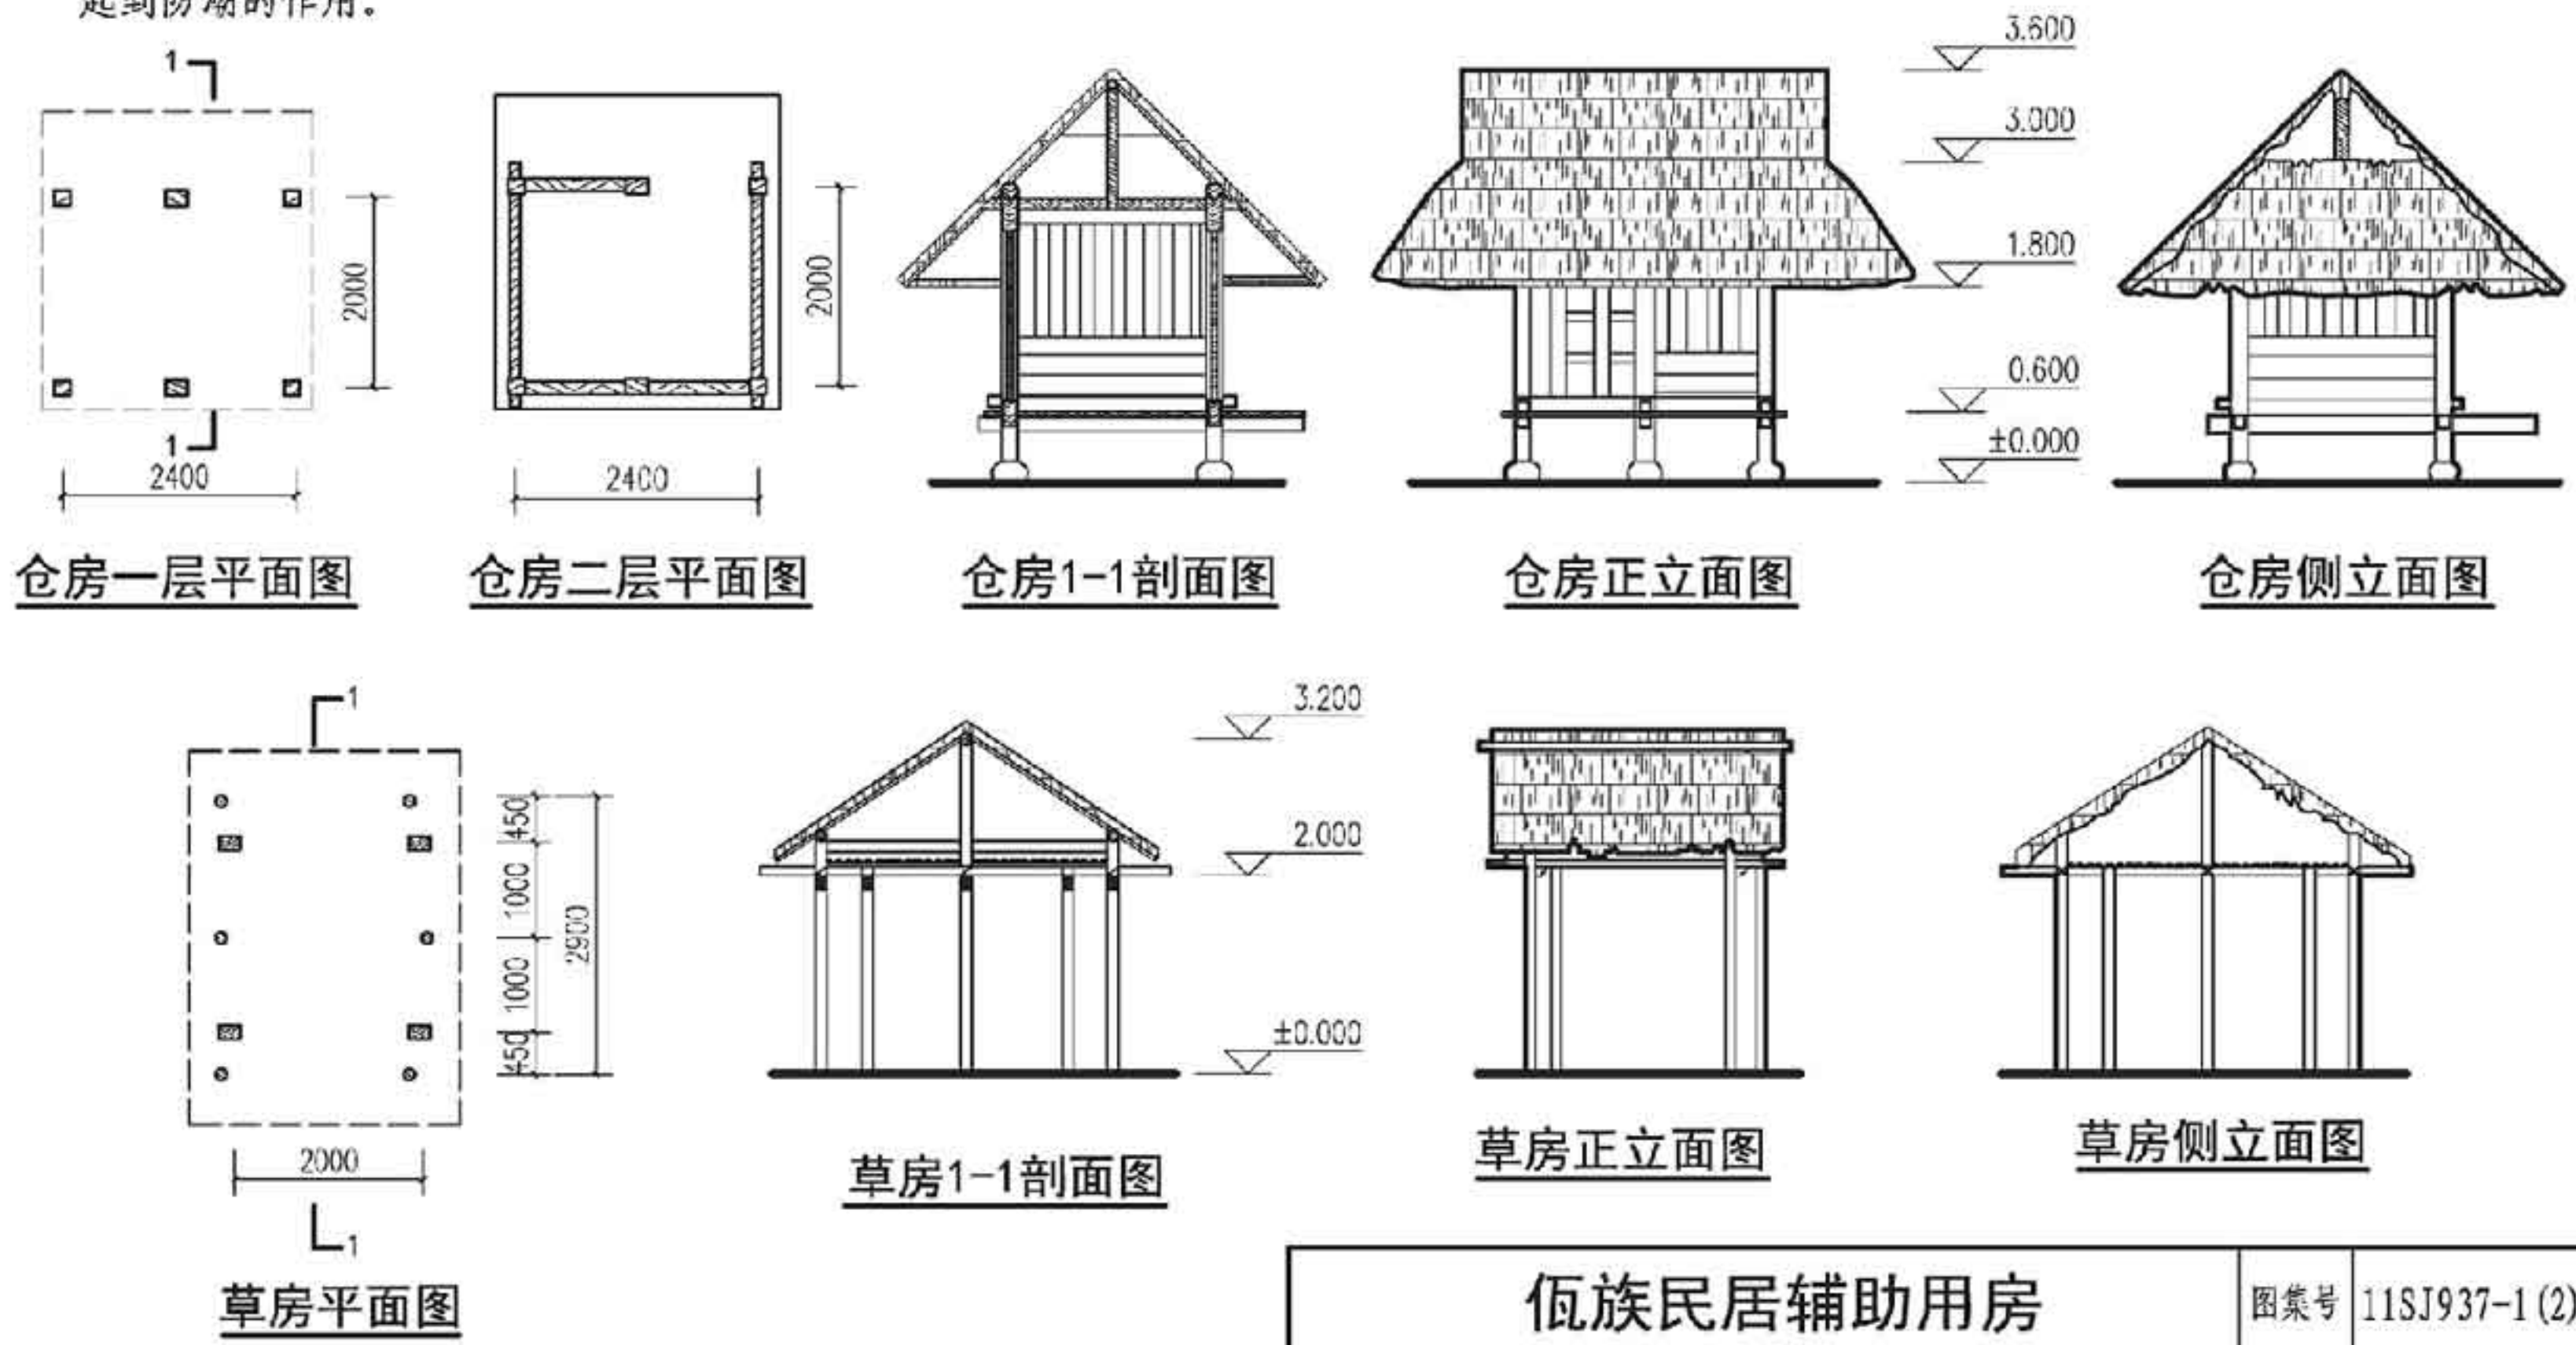 起到防潮的作用。
1
1
2400
2000
仓房一层平面图
2400
2000
仓房二层平面图
仓房1-1剖面图
仓房正立面图
3.600
3.000
1.800
0.600
±0.000
仓房侧立面图
1
450
1000
1000
450
2900
2000
1
草房平面图
草房1-1剖面图
3.200
2.000
±0.000
草房正立面图
草房侧立面图
佤族民居辅助用房
图集号
11SJ937-1(2)